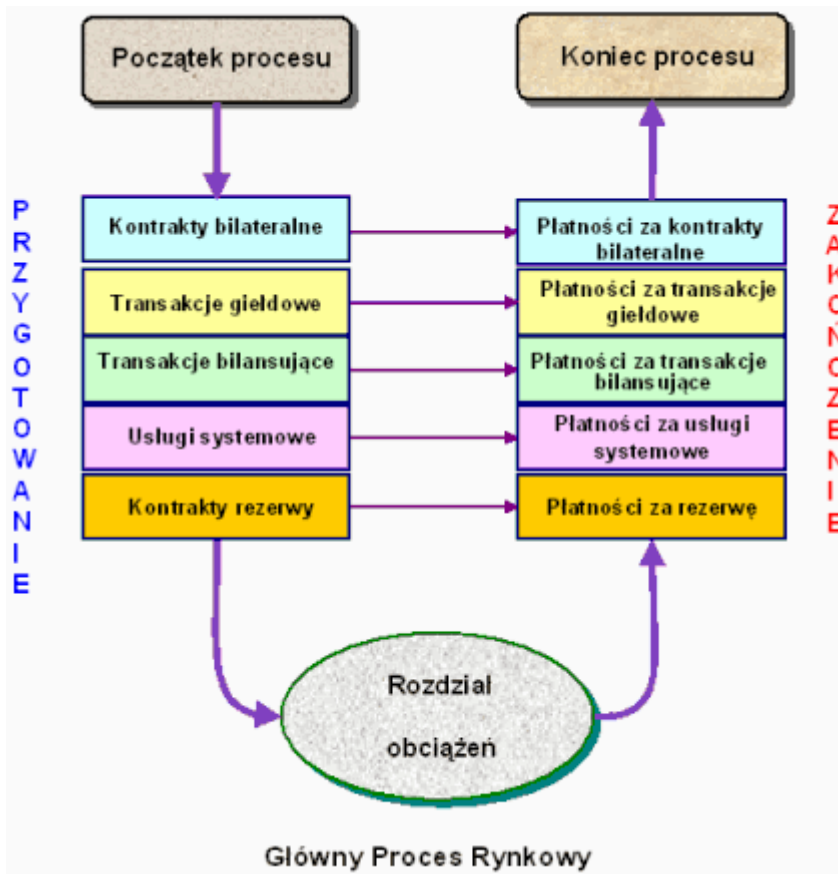 Początek procesu
Koniec procesu
PRZYGOTOWANIE
Kontrakty bilateralne
Płatności za kontrakty
bilateralne
Transakcje giełdowe
Płatności za transakcje
giełdowe
Transakcje bilansujące
Płatności za transakcje
bilansujące
Usługi systemowe
Płatności za usługi
systemowe
Kontrakty rezerwy
Płatności za rezerwę
ZAKOŃCZENIE
Rozdział
obciążeń
Główny Proces Rynkowy